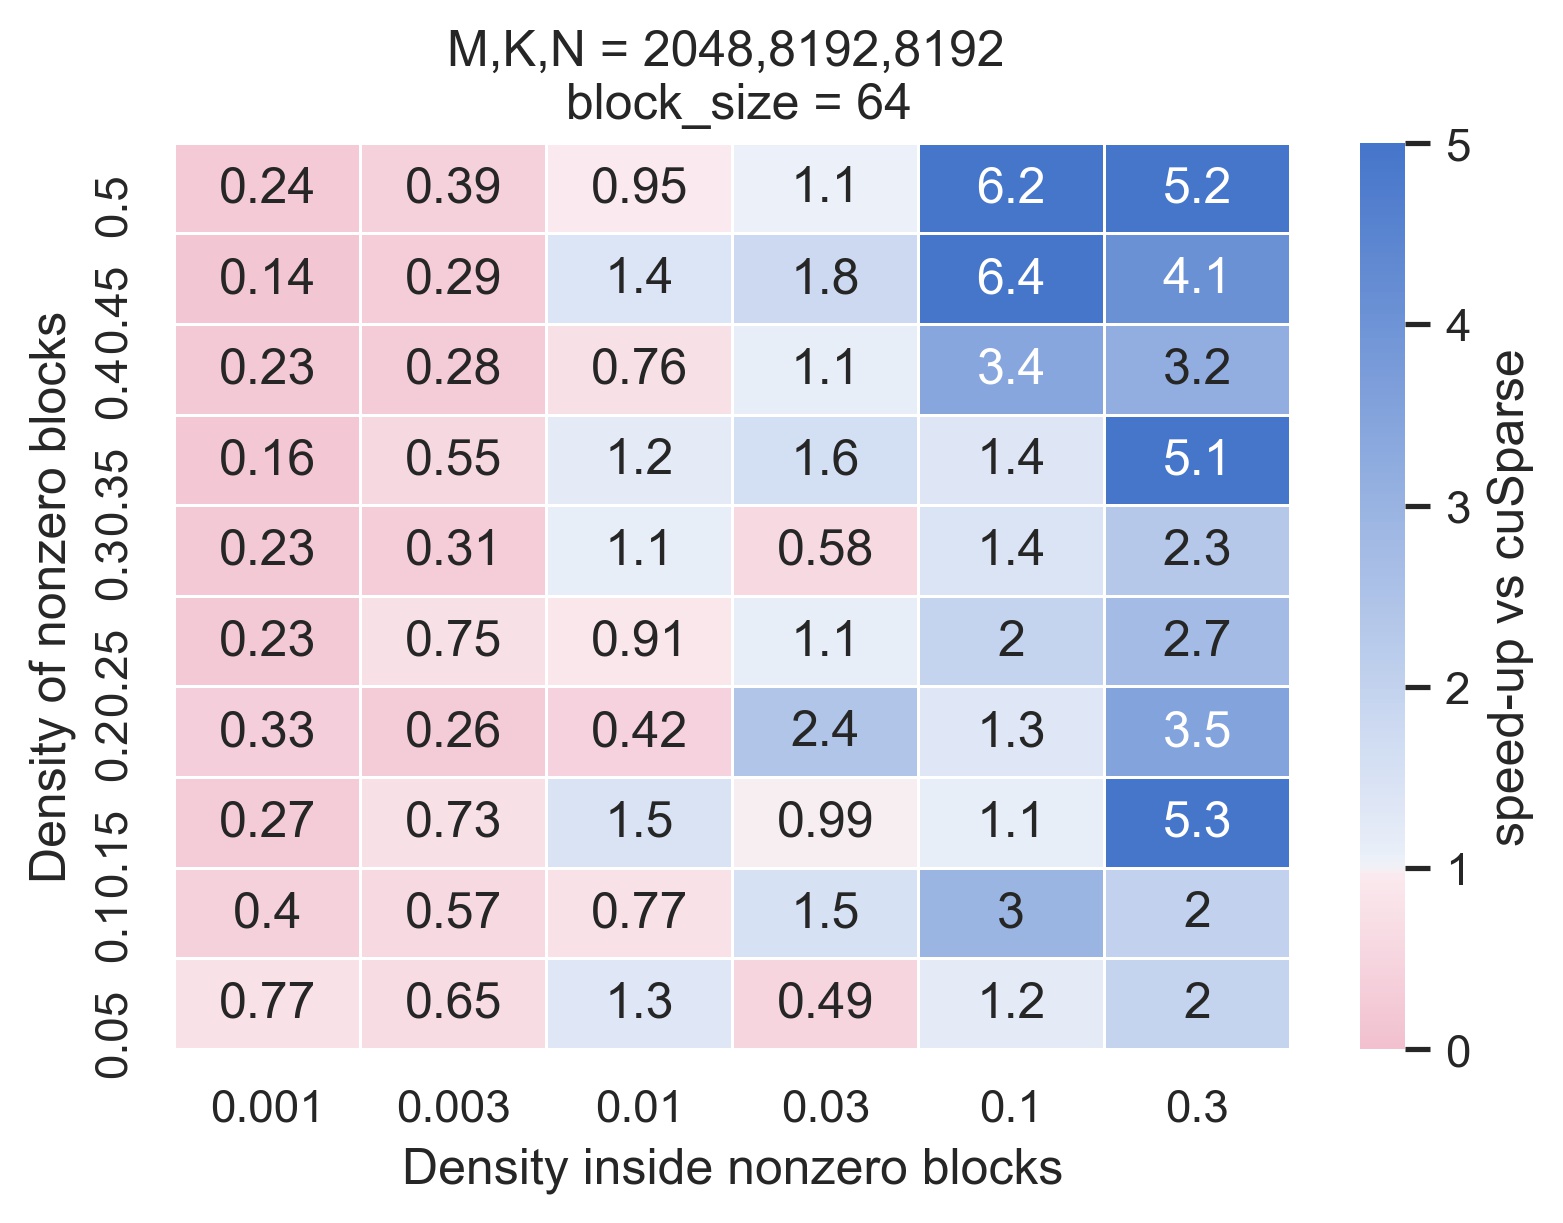 M,K,N = 2048,8192,8192
block_size = 64
Density of nonzero blocks
0.5 0.24 0.39 0.95 1.1 6.2 5.2
0.45 0.14 0.29 1.4 1.8 6.4 4.1
0.4 0.23 0.28 0.76 1.1 3.4 3.2
0.35 0.16 0.55 1.2 1.6 1.4 5.1
0.3 0.23 0.31 1.1 0.58 1.4 2.3
0.25 0.23 0.75 0.91 1.1 2 2.7
0.2 0.33 0.26 0.42 2.4 1.3 3.5
0.15 0.27 0.73 1.5 0.99 1.1 5.3
0.1 0.4 0.57 0.77 1.5 3 2
0.05 0.77 0.65 1.3 0.49 1.2 2
0.001 0.003 0.01 0.03 0.1 0.3
Density inside nonzero blocks
5
4
3
2
1
0
speed-up vs cuSparse